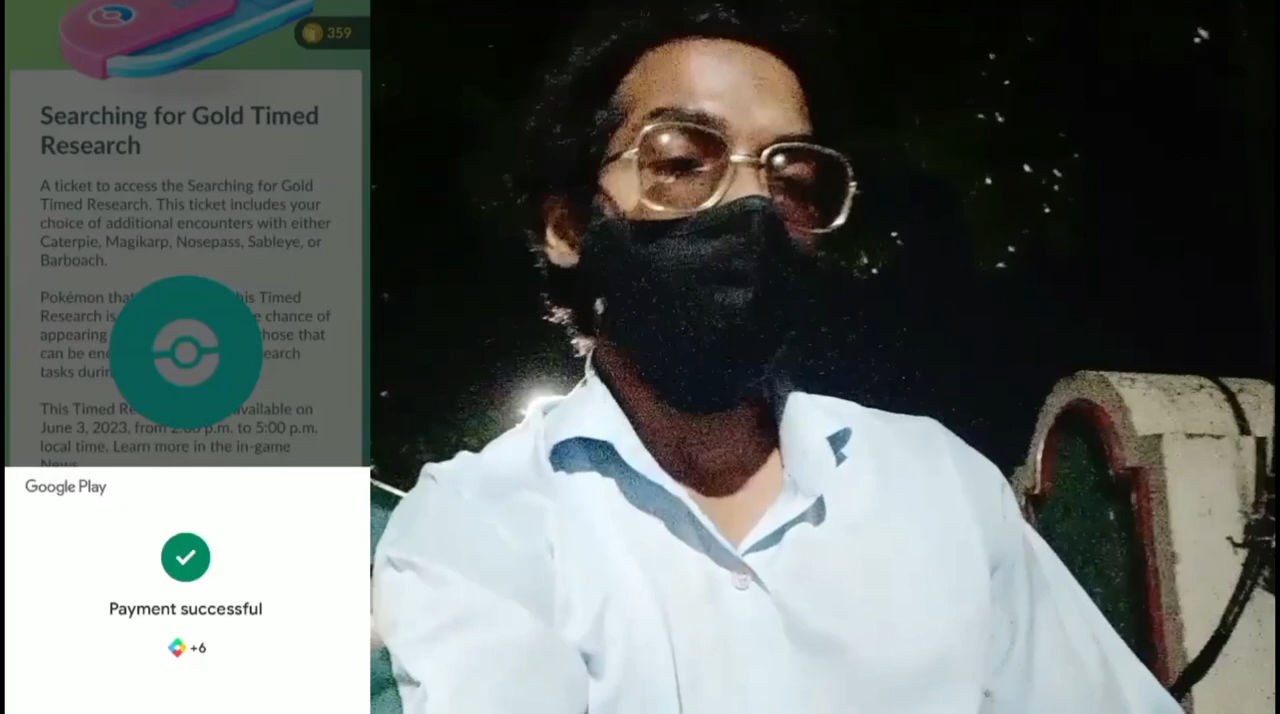 359
Searching for Gold Timed
Research
A ticket to access the Searching for Gold
Timed Research. This ticket includes your
choice of additional encounters with either
Caterpie, Magikarp, Nosepass, Sableye, or
Barboach.
Pokémon that his Timed
Research is e chance of
appearing hose that
can be en earch
tasks durin
This Timed Re vailable on
June 3, 2023, from 2:00 p.m. to 5:00 p.m.
local time. Learn more in the in-game
News
Google Play
Payment successful
+6